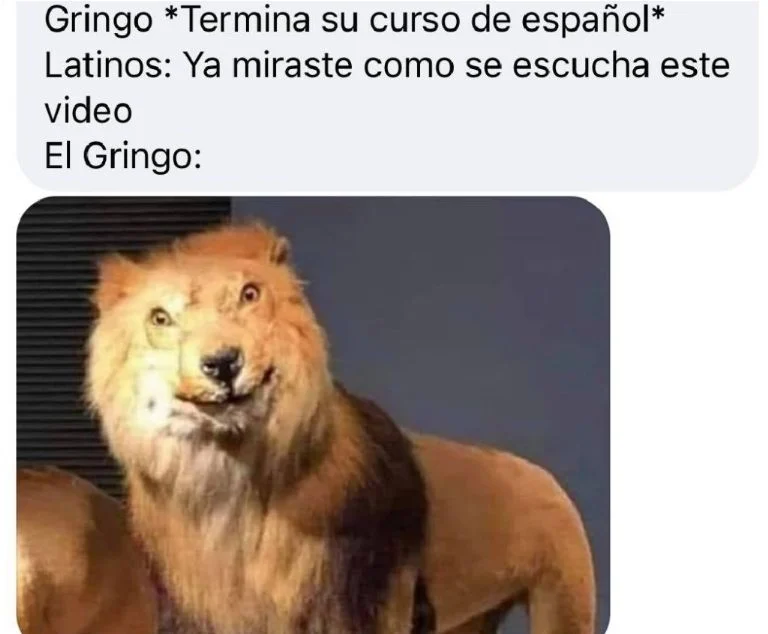 Gringo *Termina su curso de español*
Latinos: Ya miraste como se escucha este
video
El Gringo: